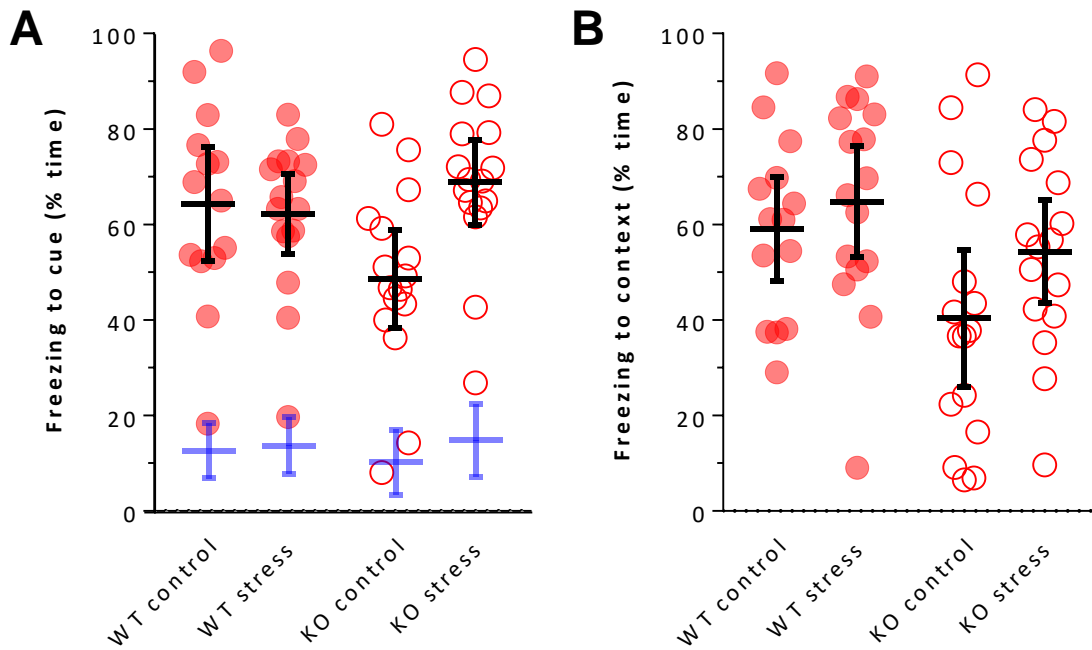 A
Freezing to cue (% time)
100
80
60
40
20
0
WT control
WT stress
KO control
KO stress
B
Freezing to context (% time)
100
80
60
40
20
0
WT control
WT stress
KO control
KO stress